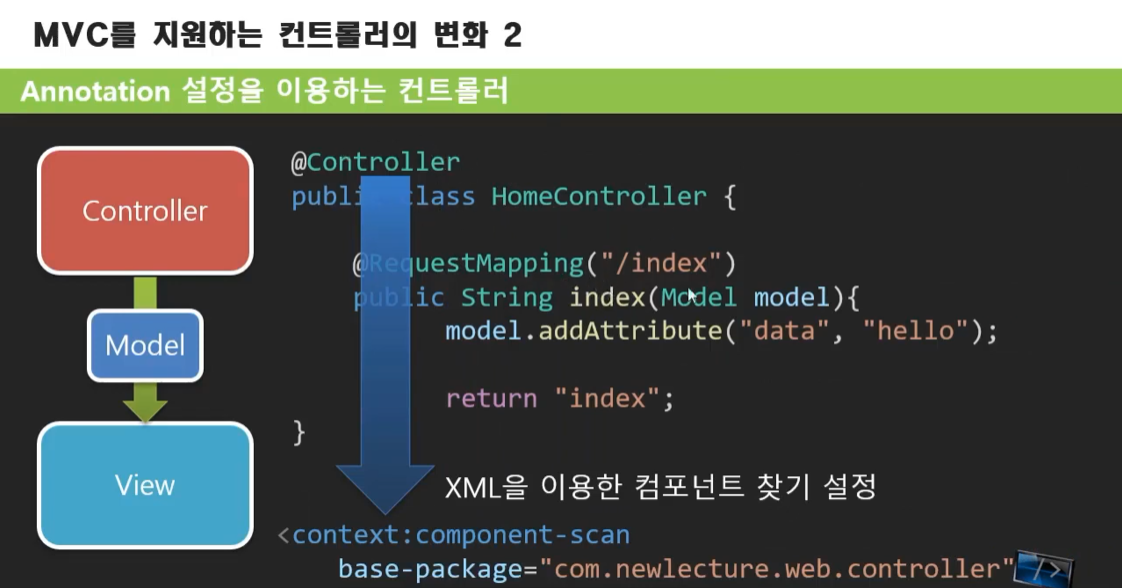 MVC를 지원하는 컨트롤러의 변화 2
Annotation 설정을 이용하는 컨트롤러
Controller
Model
View
@Controller
public class HomeController {
@RequestMapping("/index")
public String index(Model model){
model.addAttribute("data", "hello");
return "index";
}
XML을 이용한 컴포넌트 찾기 설정
<context:component-scan
base-package="com.newlecture.web.controller"
</>